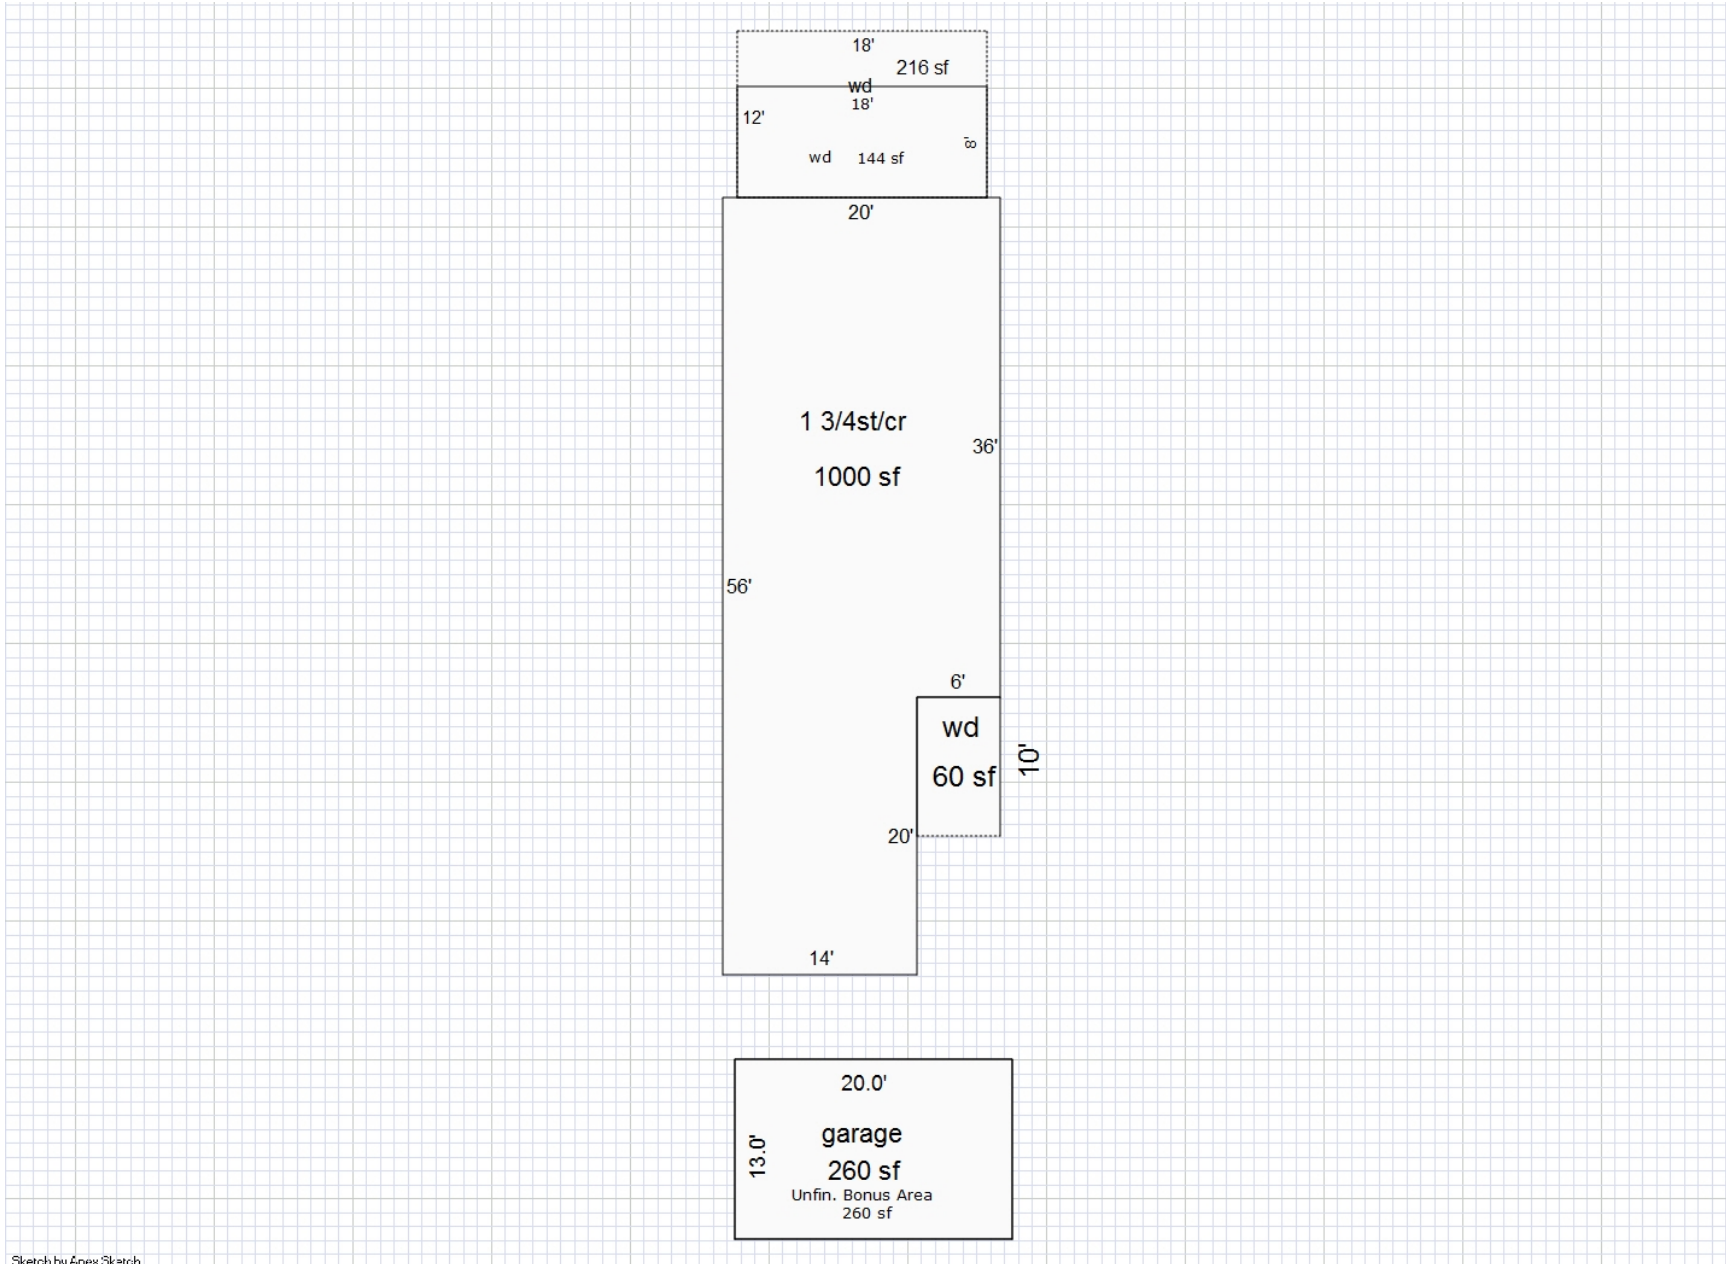 18'
216 sf
wd
18'
12'
8'
wd 144 sf
20'
1 3/4st/cr
36'
1000 sf
56'
6'
wd
10'
60 sf
20'
14'
20.0'
garage
13.0'
260 sf
Unfin. Bonus Area
260 sf
Sketch by Apex Sketch